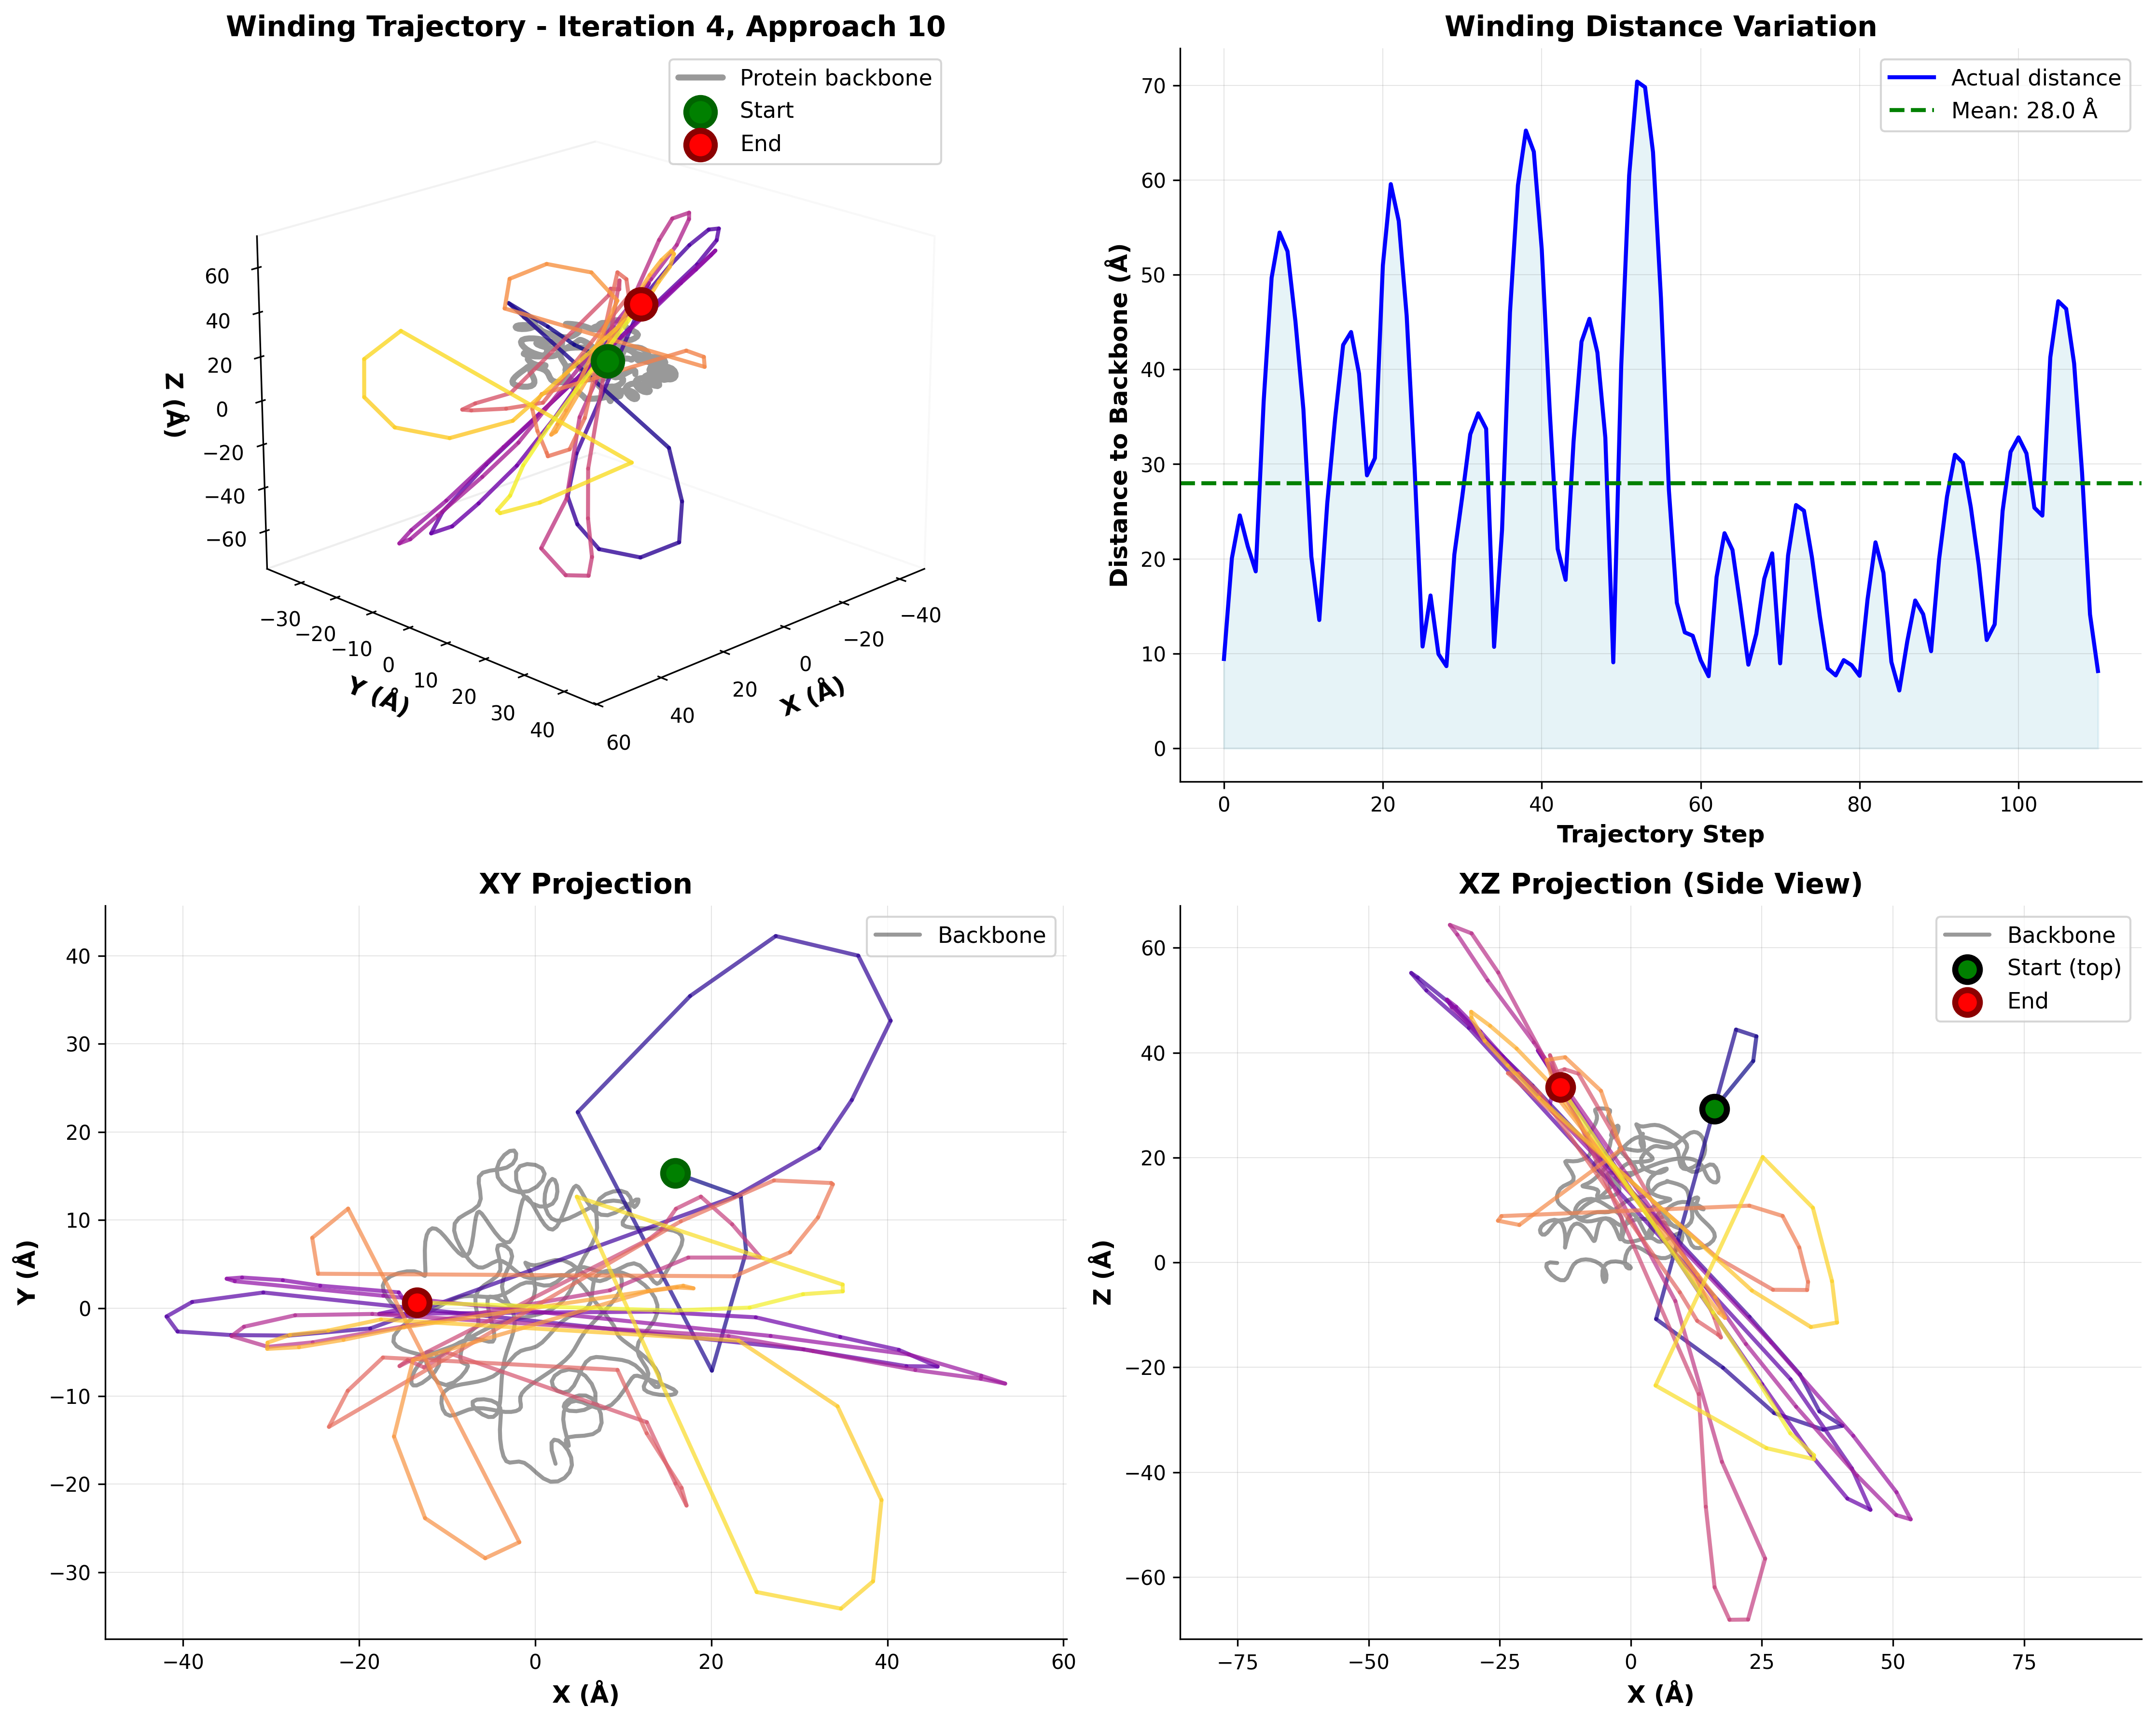 Winding Trajectory - Iteration 4, Approach 10
Protein backbone
Start
End
60
40
20
0
−20
−40
−60
Z (Å)
−30
−20
−10
0
10
20
30
40
Y (Å)
60
40
20
0
−20
−40
X (Å)
Winding Distance Variation
Actual distance
Mean: 28.0 Å
70
60
50
40
30
20
10
0
Distance to Backbone (Å)
0
20
40
60
80
100
Trajectory Step
XY Projection
Backbone
40
30
20
10
0
−10
−20
−30
Y (Å)
−40
−20
0
20
40
60
X (Å)
XZ Projection (Side View)
Backbone
Start (top)
End
60
40
20
0
−20
−40
−60
Z (Å)
−75
−50
−25
0
25
50
75
X (Å)